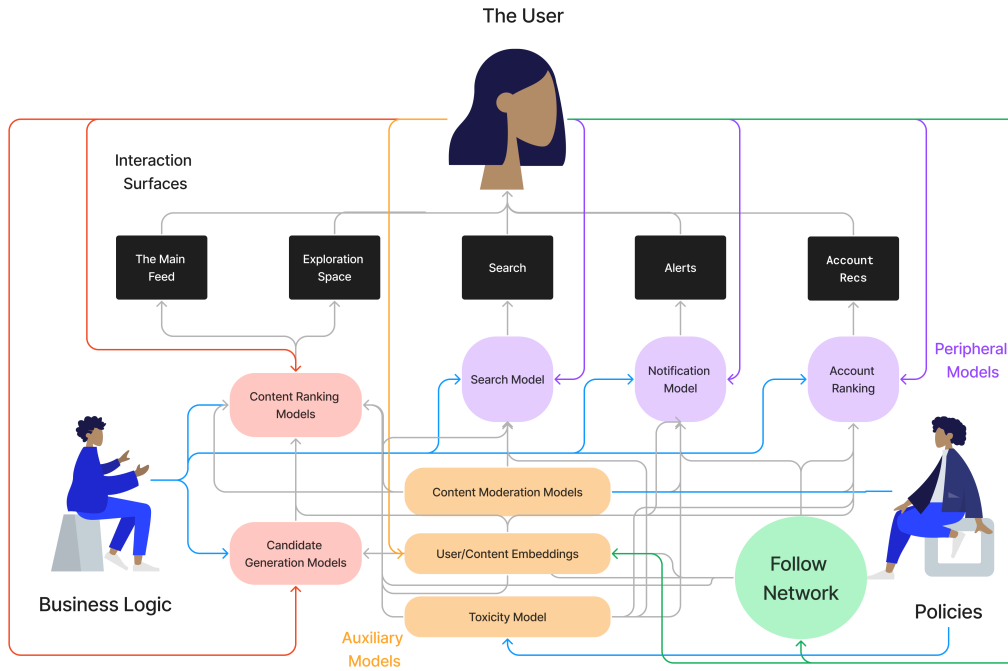 The User
Interaction
Surfaces
The Main
Feed
Exploration
Space
Search
Alerts
Account
Recs
Search Model
Notification
Model
Account
Ranking
Peripheral
Models
Content Ranking
Models
Content Moderation Models
Candidate
Generation Models
User/Content Embeddings
Follow
Network
Business Logic
Toxicity Model
Policies
Auxiliary
Models